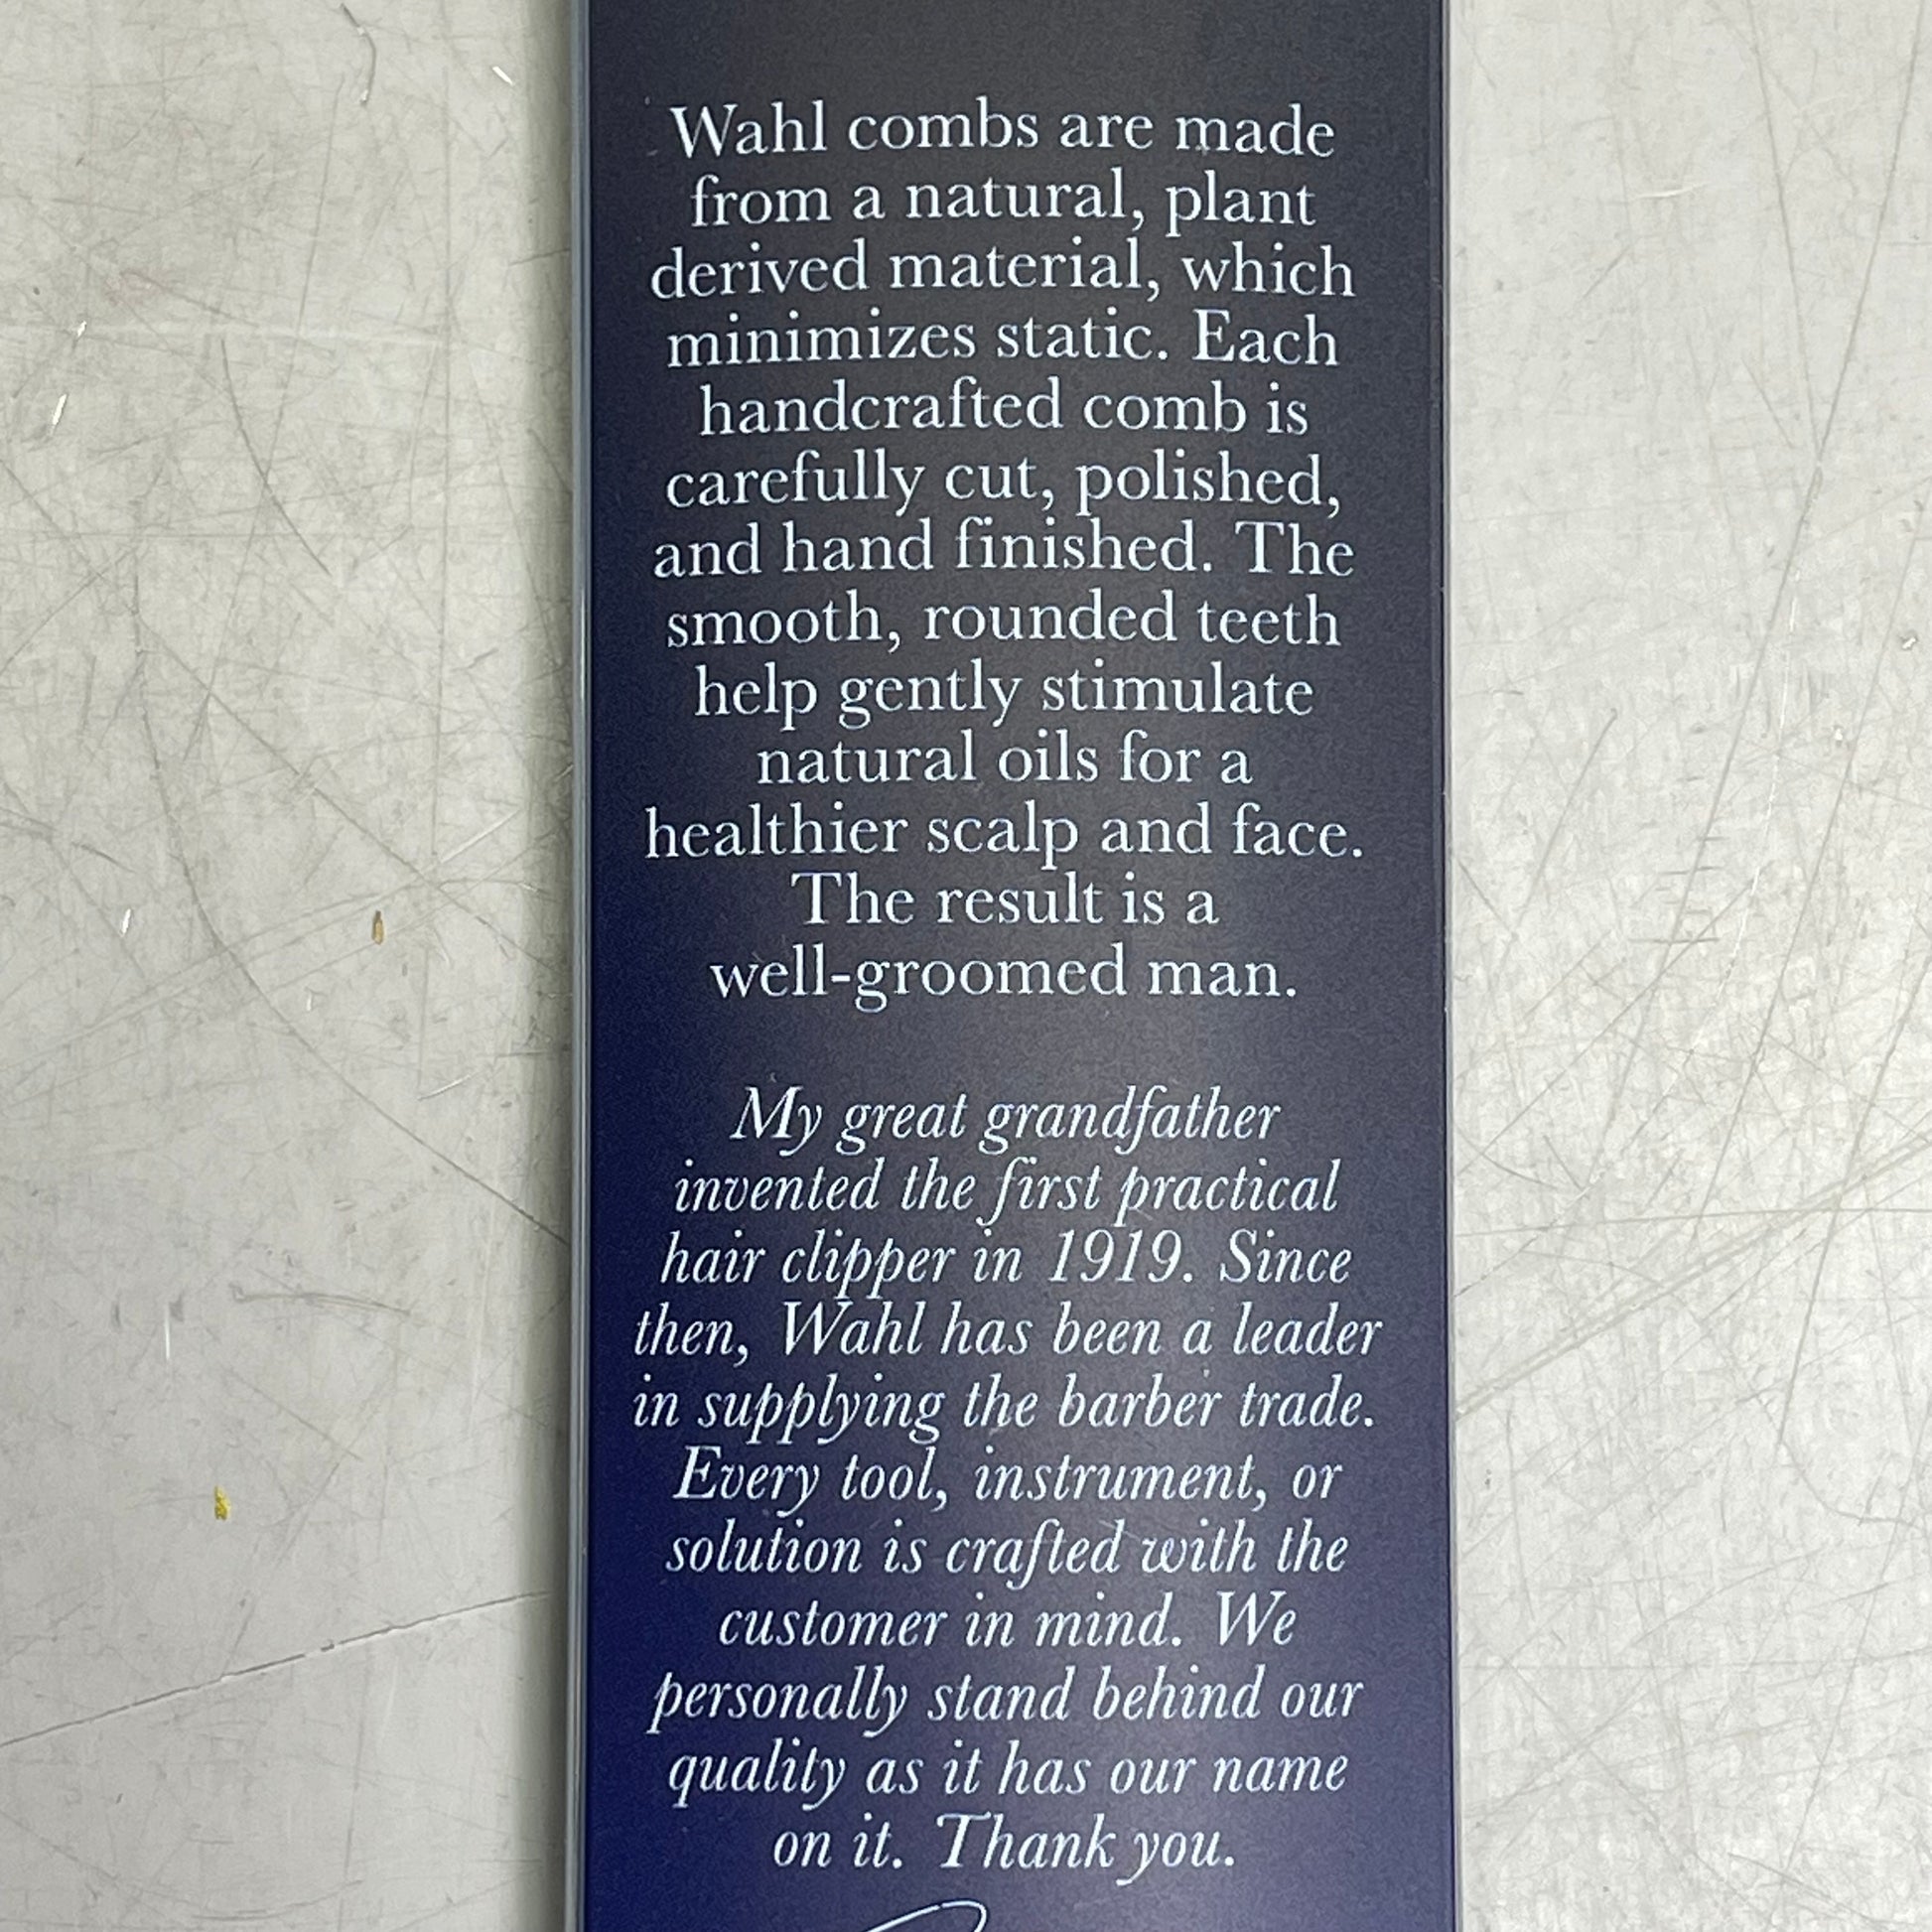 Wahl combs are made
from a natural, plant
derived material, which
minimizes static. Each
handcrafted comb is
carefully cut, polished,
and hand finished. The
smooth, rounded teeth
help gently stimulate
natural oils for a
healthier scalp and face.
The result is a
well-groomed man.
My great grandfather
invented the first practical
hair clipper in 1919. Since
then, Wahl has been a leader
in supplying the barber trade.
Every tool, instrument, or
solution is crafted with the
customer in mind. We
personally stand behind our
quality as it has our name
on it. Thank you.